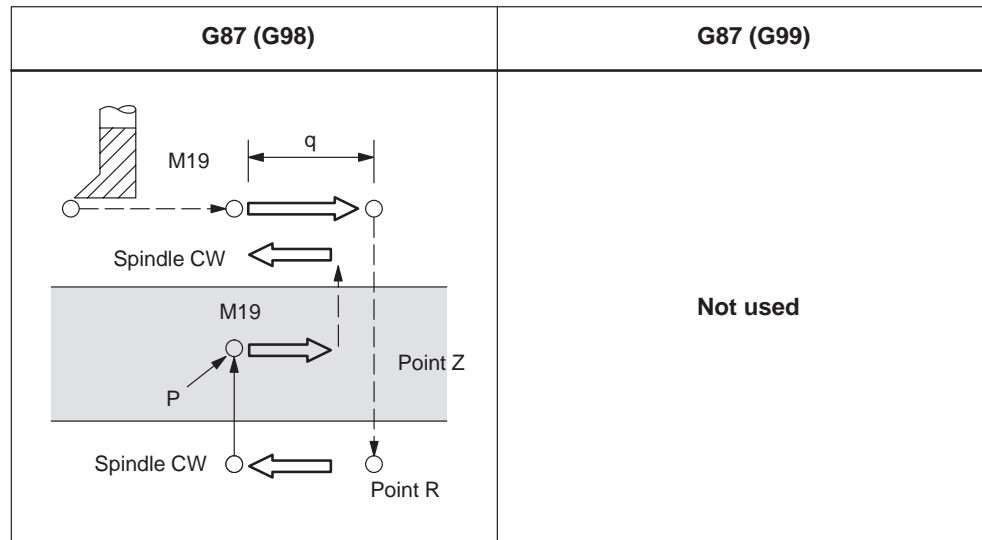 G87 (G98)
G87 (G99)
q
M19
Spindle CW
M19
Not used
Point Z
P
Spindle CW
Point R